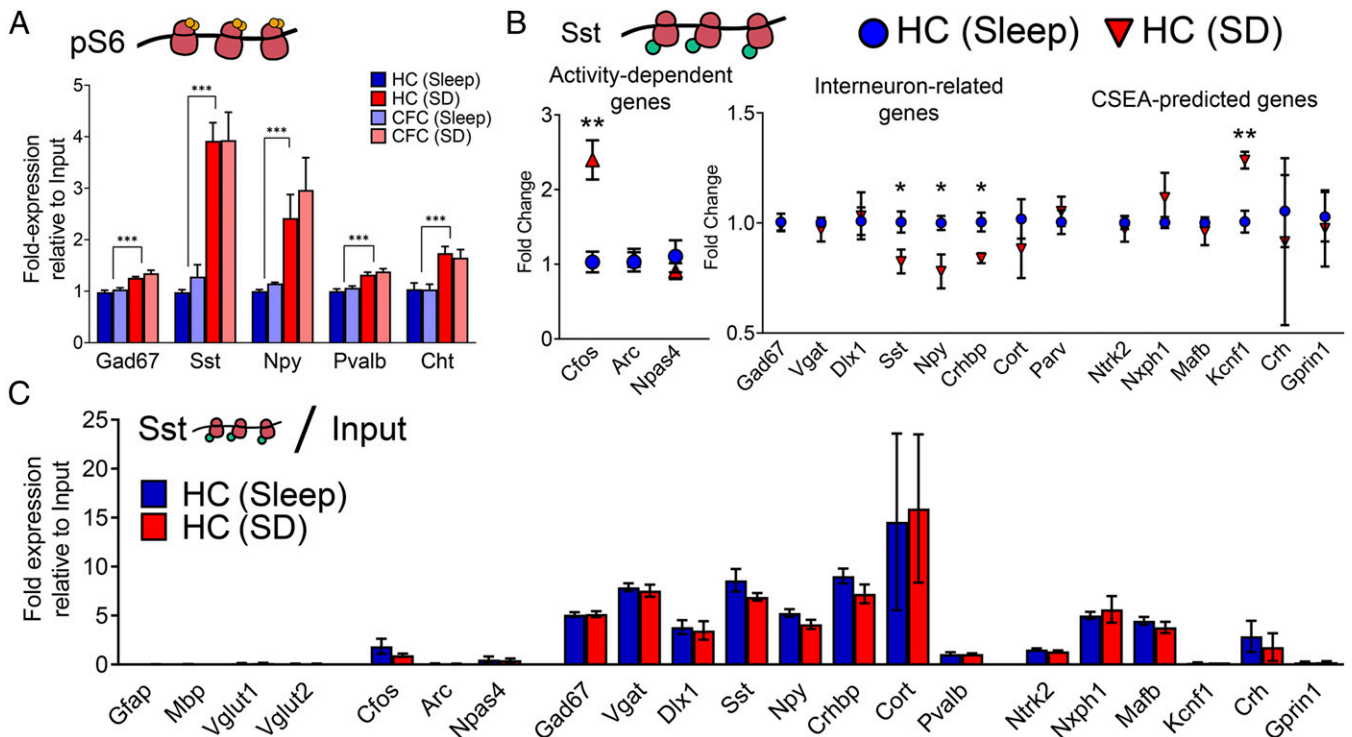 A
pS6
Fold-expression
relative to Input
5
4
3
2
1
0
HC (Sleep)
HC (SD)
CFC (Sleep)
CFC (SD)
***
***
***
***
***
Gad67 Sst Npy Pvalb Cht
B
Sst
HC (Sleep) HC (SD)
Activity-dependent
genes
Fold Change
3
2
1
0
**
Cfos Arc Npas4
Interneuron-related
genes
CSEA-predicted genes
Fold Change
1.5
1.0
0.5
* * * **
Gad67 Vgat Dlx1 Sst Npy Crhbp Cort Parv Ntrk2 Nxph1 Mafb Kcnf1 Crh Gprin1
C
Sst / Input
HC (Sleep)
HC (SD)
Fold expression
relative to Input
25
20
15
10
5
0
Gfap Mbp Vglut1 Vglut2 Cfos Arc Npas4 Gad67 Vgat Dlx1 Sst Npy Crhbp Cort Pvalb Ntrk2 Nxph1 Mafb Kcnf1 Crh Gprin1